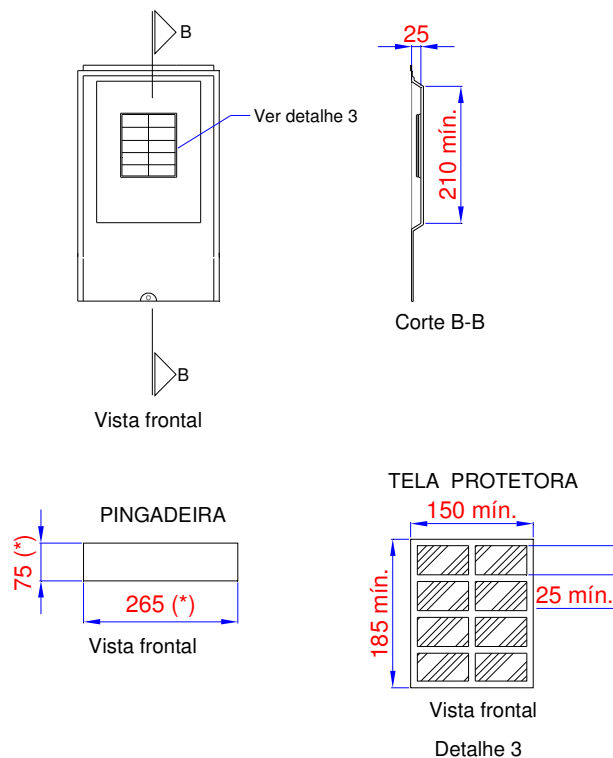 B
25
Ver detalhe 3
210 mín.
Corte B-B
B
Vista frontal
PINGADEIRA
75 (*)
265 (*)
Vista frontal
TELA PROTETORA
150 mín.
185 mín.
25 mín.
Vista frontal
Detalhe 3